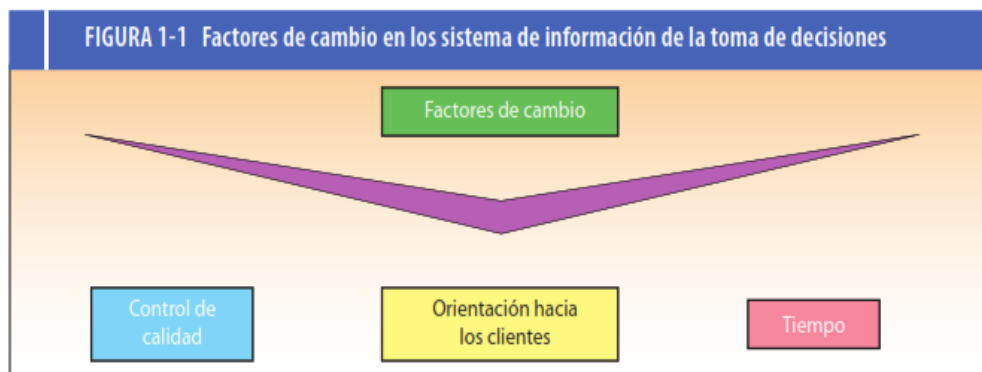 FIGURA 1-1 Factores de cambio en los sistema de información de la toma de decisiones
Factores de cambio
Control de
calidad
Orientación hacia
los clientes
Tiempo